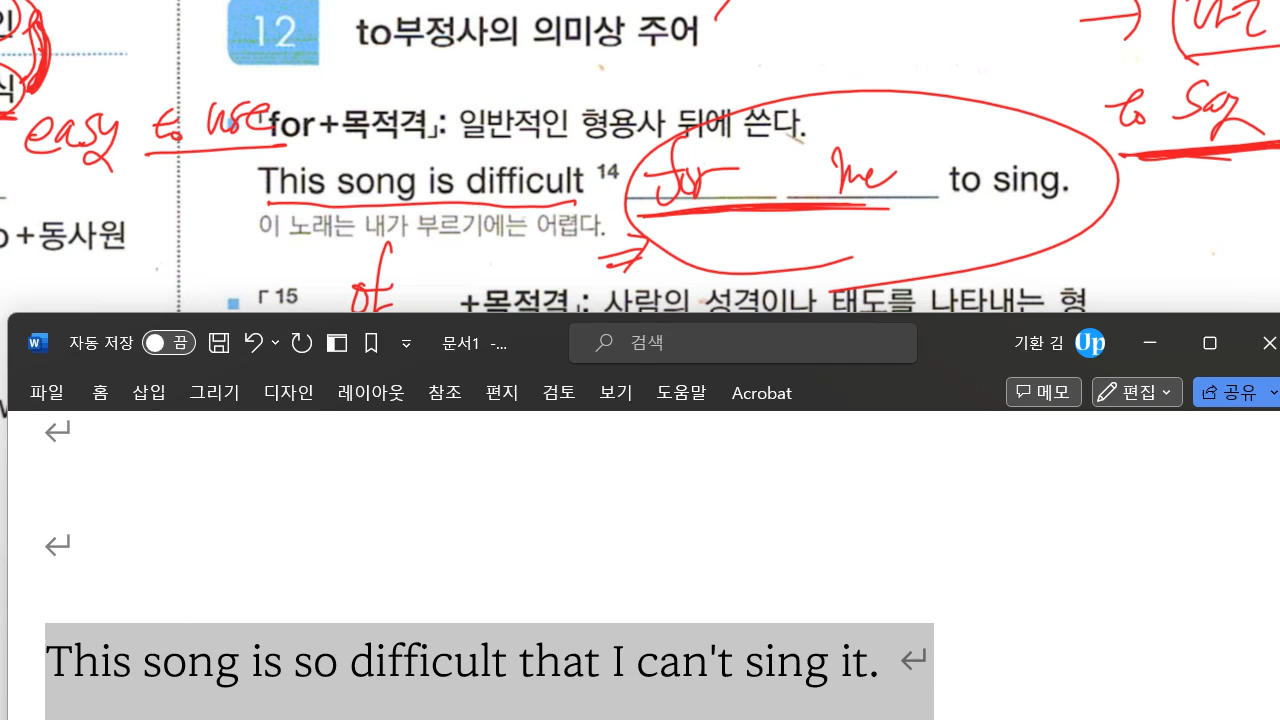 인
12 to부정사의 의미상 주어
식
easy to use
「for+목적격」: 일반적인 형용사 뒤에 쓴다.
to say
This song is difficult 14 for me to sing.
이 노래는 내가 부르기에는 어렵다.
+동사원
「15 of +목적격」: 사람의 성격이나 태도를 나타내는 형
자동 저장 끔 문서1 -... 검색 기환 김 Up
파일 홈 삽입 그리기 디자인 레이아웃 참조 편지 검토 보기 도움말 Acrobat 메모 편집 공유
This song is so difficult that I can't sing it.